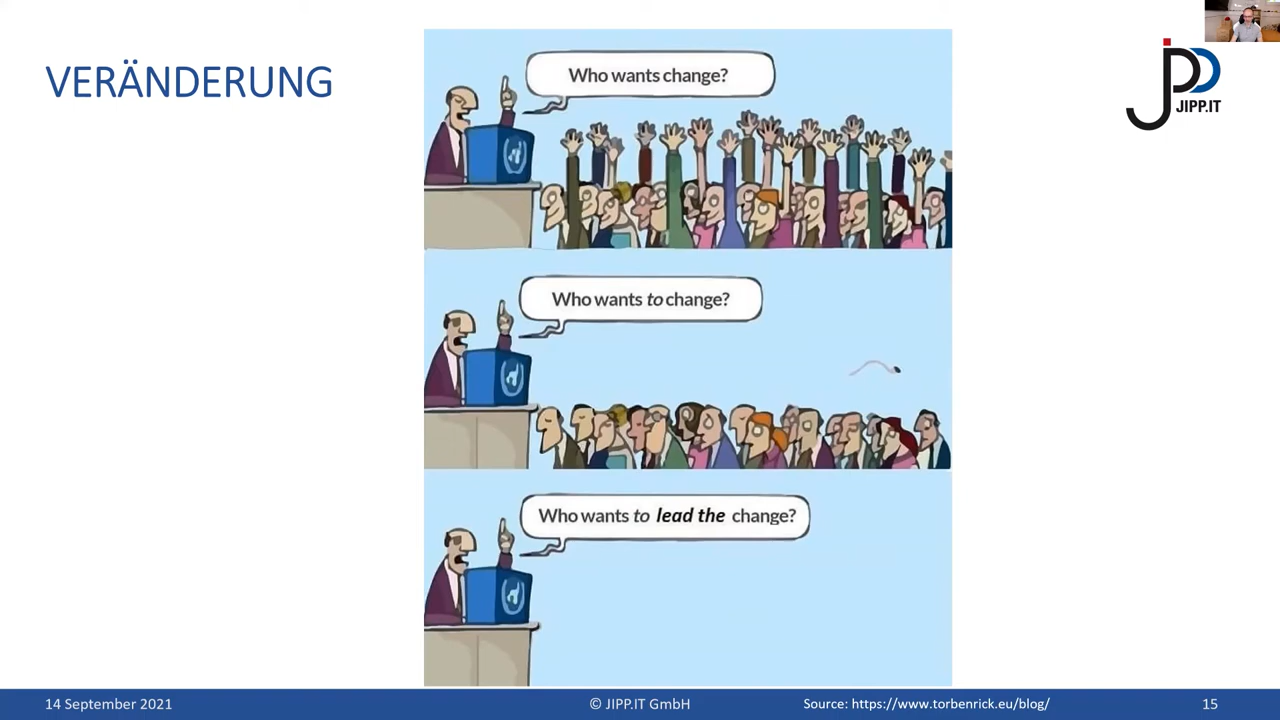 VERÄNDERUNG
JIPP.IT
Who wants change?
Who wants to change?
Who wants to lead the change?
14 September 2021
© JIPP.IT GmbH
Source: https://www.torbenrick.eu/blog/
15